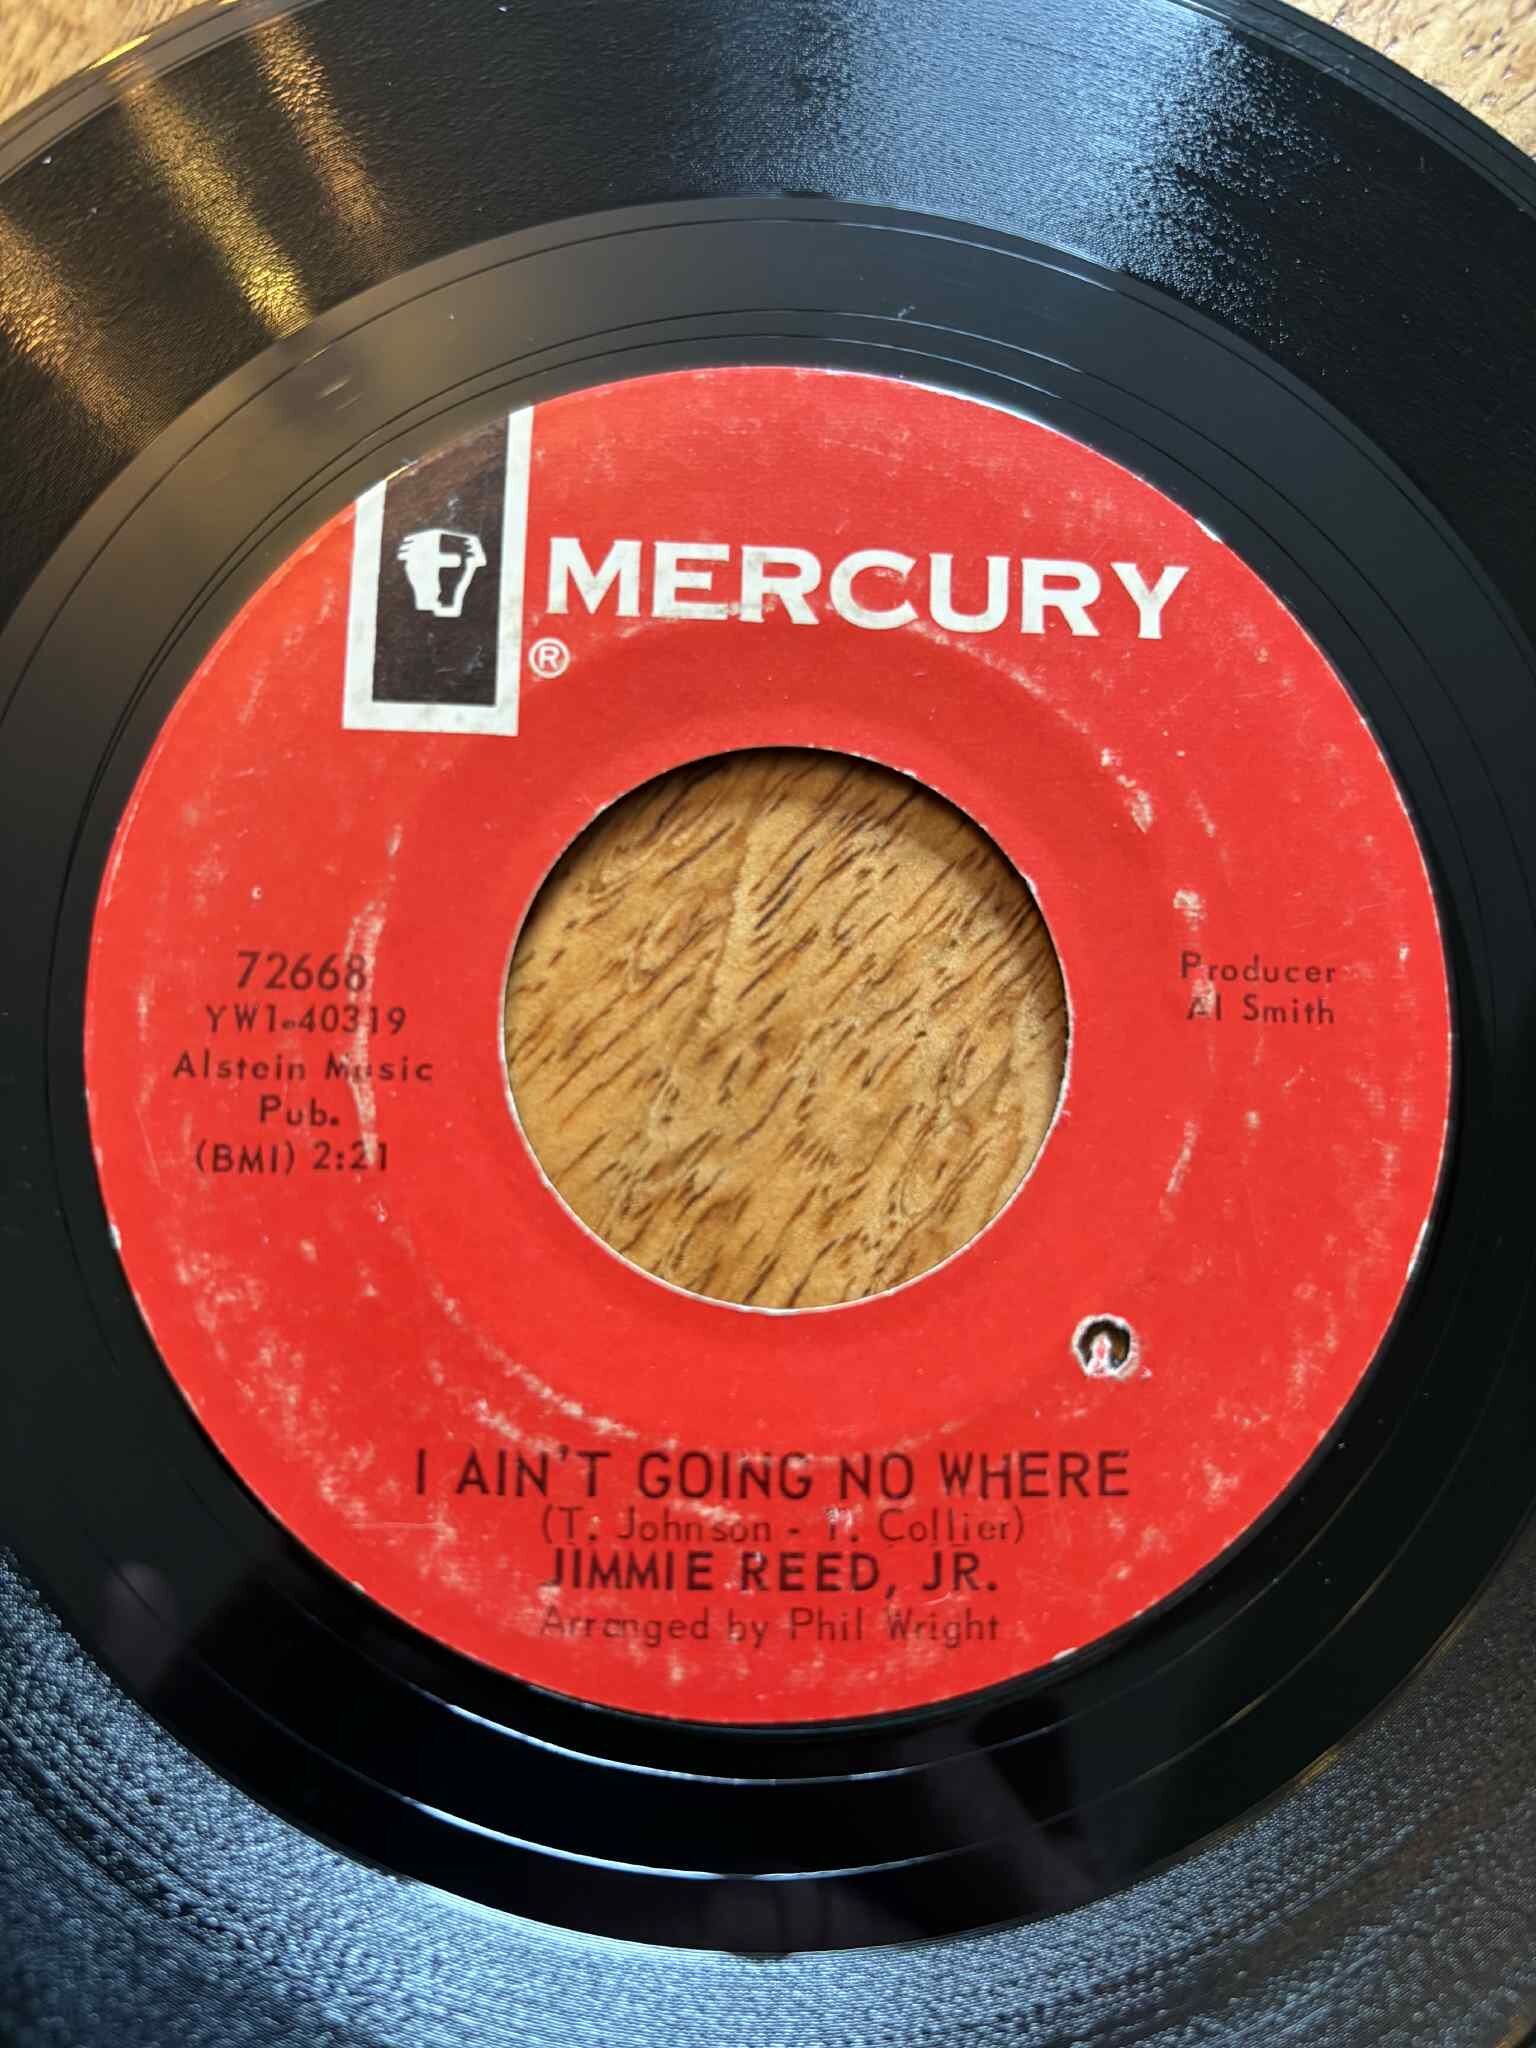 MERCURY
®
72668
YW1-40319
Alstein Music
Pub.
(BMI) 2:21
Producer
Al Smith
I AIN'T GOING NO WHERE
(T. Johnson - T. Collier)
JIMMIE REED, JR.
Arranged by Phil Wright